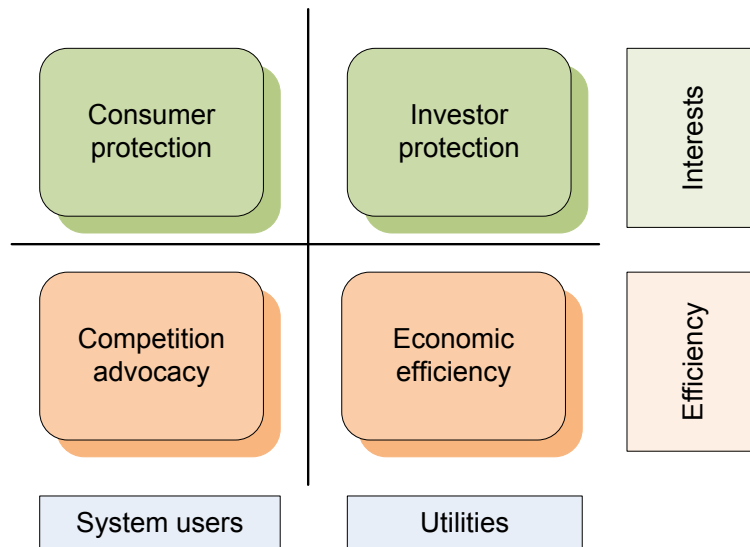 Consumer
protection
Investor
protection
Interests
Competition
advocacy
Economic
efficiency
Efficiency
System users
Utilities